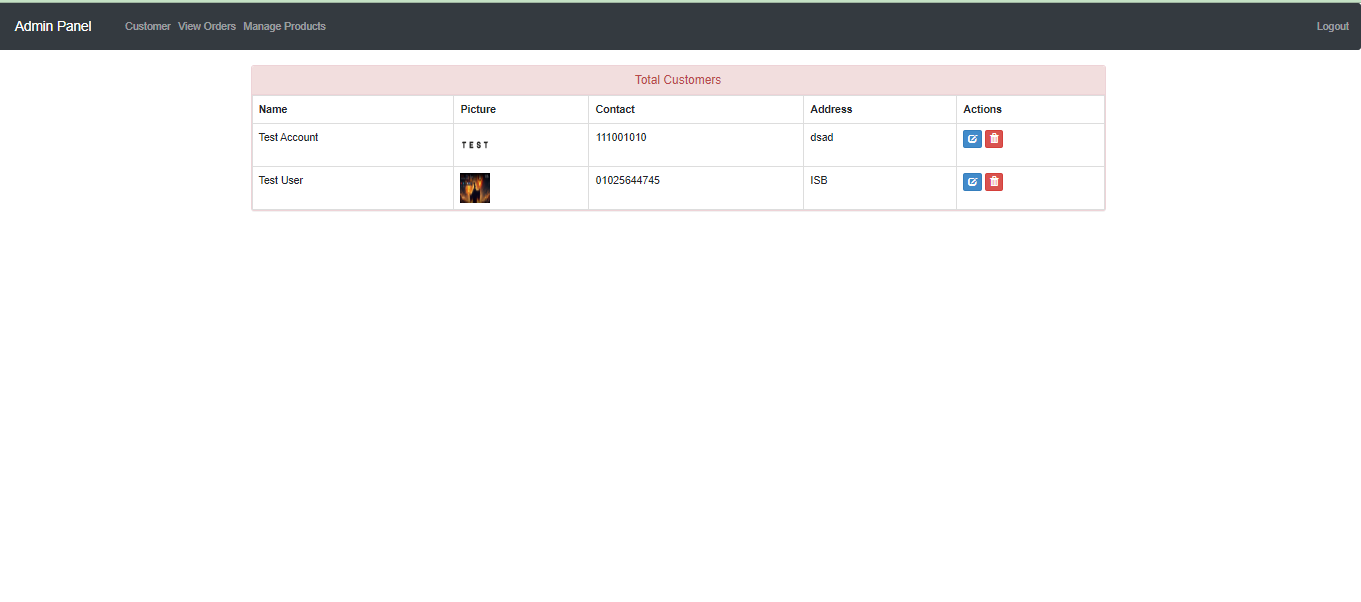 Admin Panel Customer View Orders Manage Products Logout
Total Customers
Name Picture Contact Address Actions
Test Account TEST 111001010 dsad
Test User 01025644745 ISB